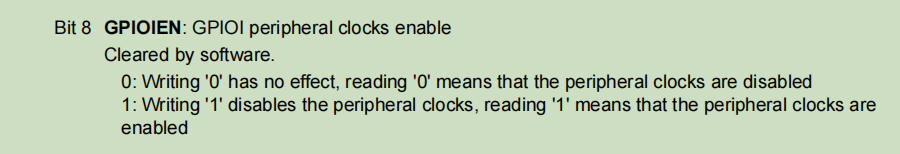 Bit 8 GPIOIEN: GPIOI peripheral clocks enable
Cleared by software.
0: Writing '0' has no effect, reading '0' means that the peripheral clocks are disabled
1: Writing '1' disables the peripheral clocks, reading '1' means that the peripheral clocks are
enabled